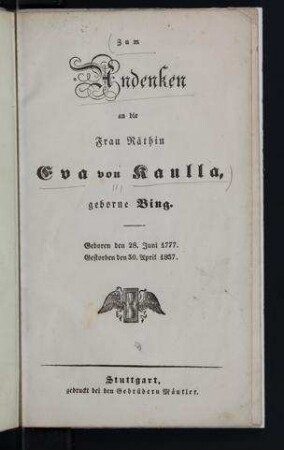 Zum
Andenken
an die
Frau Räthin
Eva von Kaulla,
geborne Bing.
Geboren den 28. Juni 1777.
Gestorben den 30. April 1837.
Stuttgart,
gedruckt bei den Gebrüdern Mäntler.